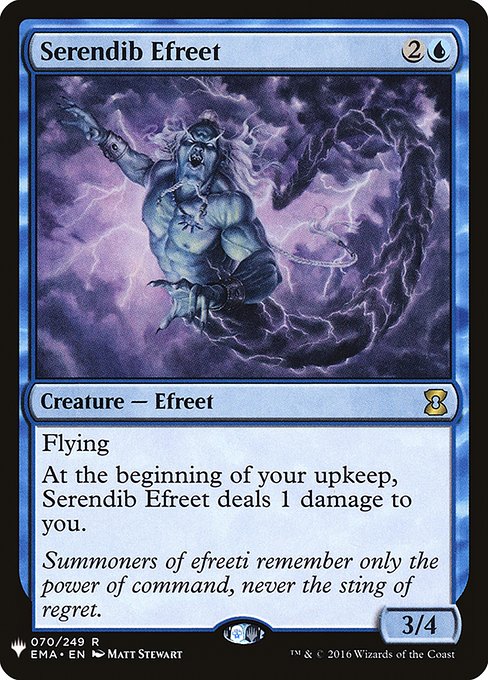 Serendib Efreet 2
Creature — Efreet
Flying
At the beginning of your upkeep,
Serendib Efreet deals 1 damage to
you.
Summoners of efreeti remember only the
power of command, never the sting of
regret.
3/4
070/249 R
EMA • EN Matt Stewart
™ & © 2016 Wizards of the Coast